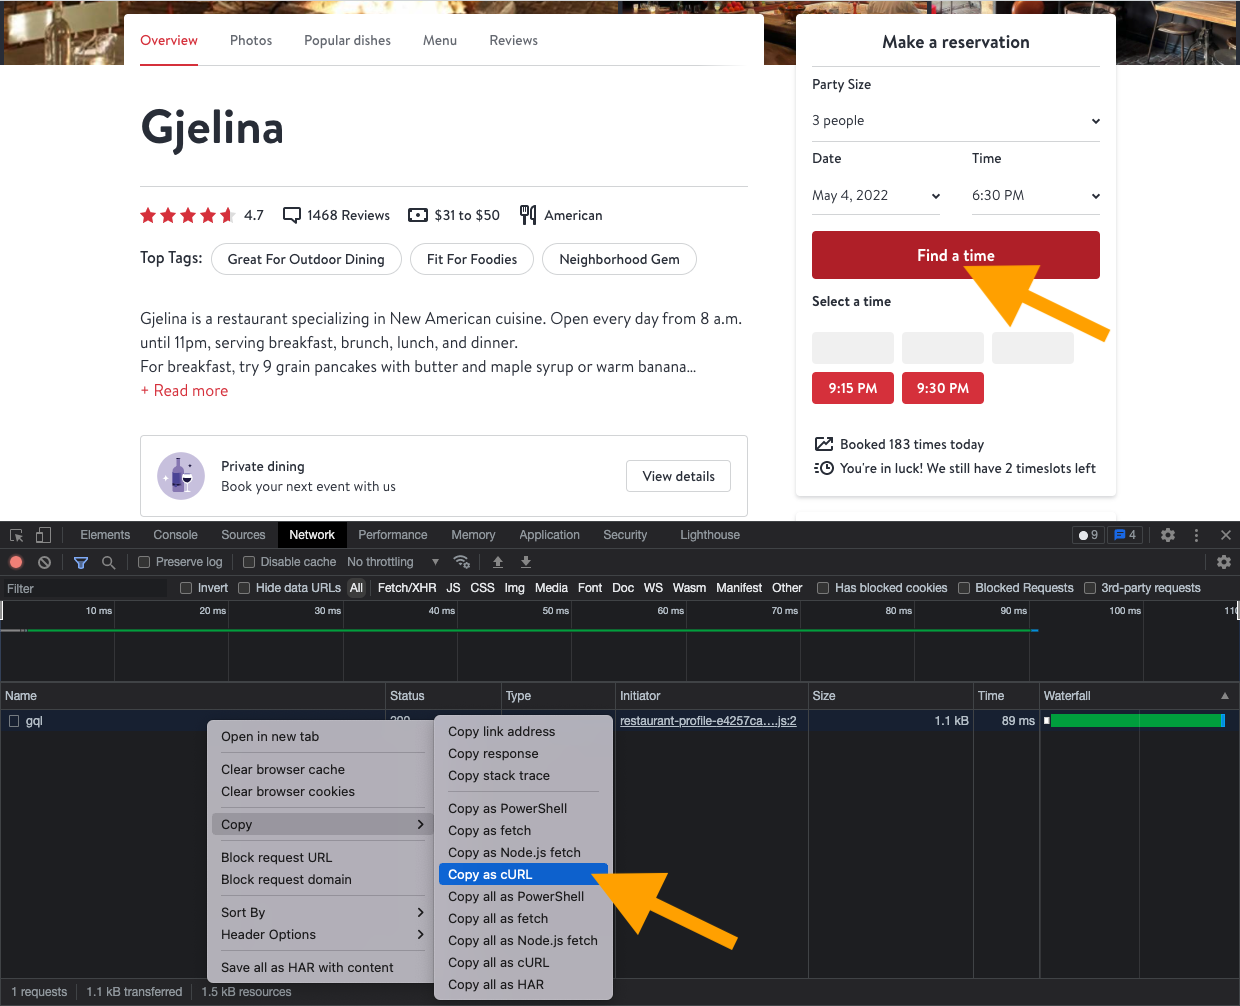 Overview Photos Popular dishes Menu Reviews
Gjelina
4.7 1468 Reviews $31 to $50 American
Top Tags: Great For Outdoor Dining Fit For Foodies Neighborhood Gem
Gjelina is a restaurant specializing in New American cuisine. Open every day from 8 a.m.
until 11pm, serving breakfast, brunch, lunch, and dinner.
For breakfast, try 9 grain pancakes with butter and maple syrup or warm banana...
+ Read more
Private dining
Book your next event with us
View details
Make a reservation
Party Size
3 people
Date Time
May 4, 2022 6:30 PM
Find a time
Select a time
9:15 PM 9:30 PM
Booked 183 times today
You're in luck! We still have 2 timeslots left
Elements Console Sources Network Performance Memory Application Security Lighthouse 9 4
Preserve log Disable cache No throttling
Filter Invert Hide data URLs All Fetch/XHR JS CSS Img Media Font Doc WS Wasm Manifest Other Has blocked cookies Blocked Requests 3rd-party requests
10 ms 20 ms 30 ms 40 ms 50 ms 60 ms 70 ms 80 ms 90 ms 100 ms 110
Name Status Type Initiator Size Time Waterfall
gql restaurant-profile-e4257ca....js:2 1.1 kB 89 ms
Open in new tab
Clear browser cache
Clear browser cookies
Copy
Block request URL
Block request domain
Sort By
Header Options
Save all as HAR with content
Copy link address
Copy response
Copy stack trace
Copy as PowerShell
Copy as fetch
Copy as Node.js fetch
Copy as cURL
Copy all as PowerShell
Copy all as fetch
Copy all as Node.js fetch
Copy all as cURL
Copy all as HAR
1 requests 1.1 kB transferred 1.5 kB resources